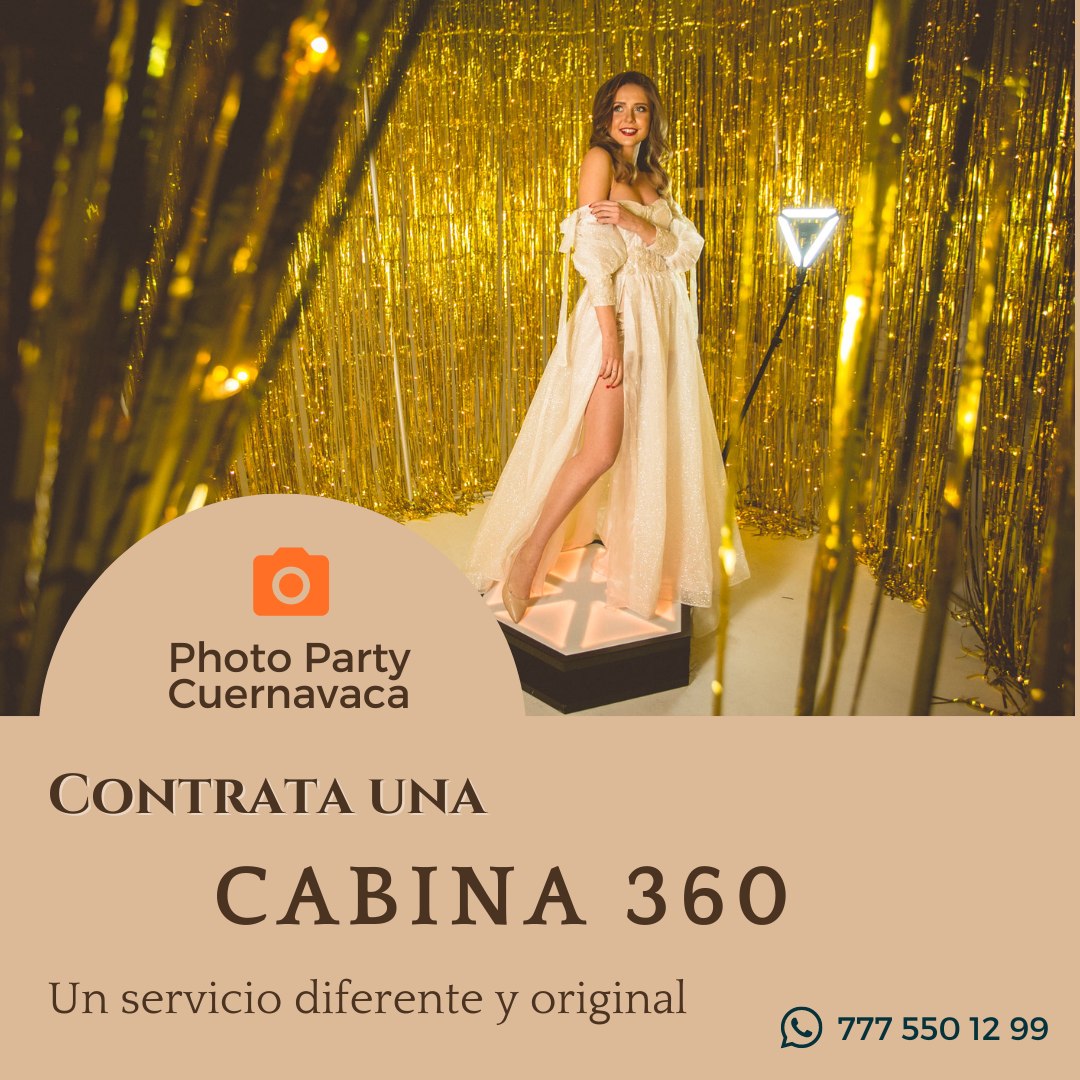 Photo Party
Cuernavaca
Contrata una
CABINA 360
Un servicio diferente y original
777 550 12 99